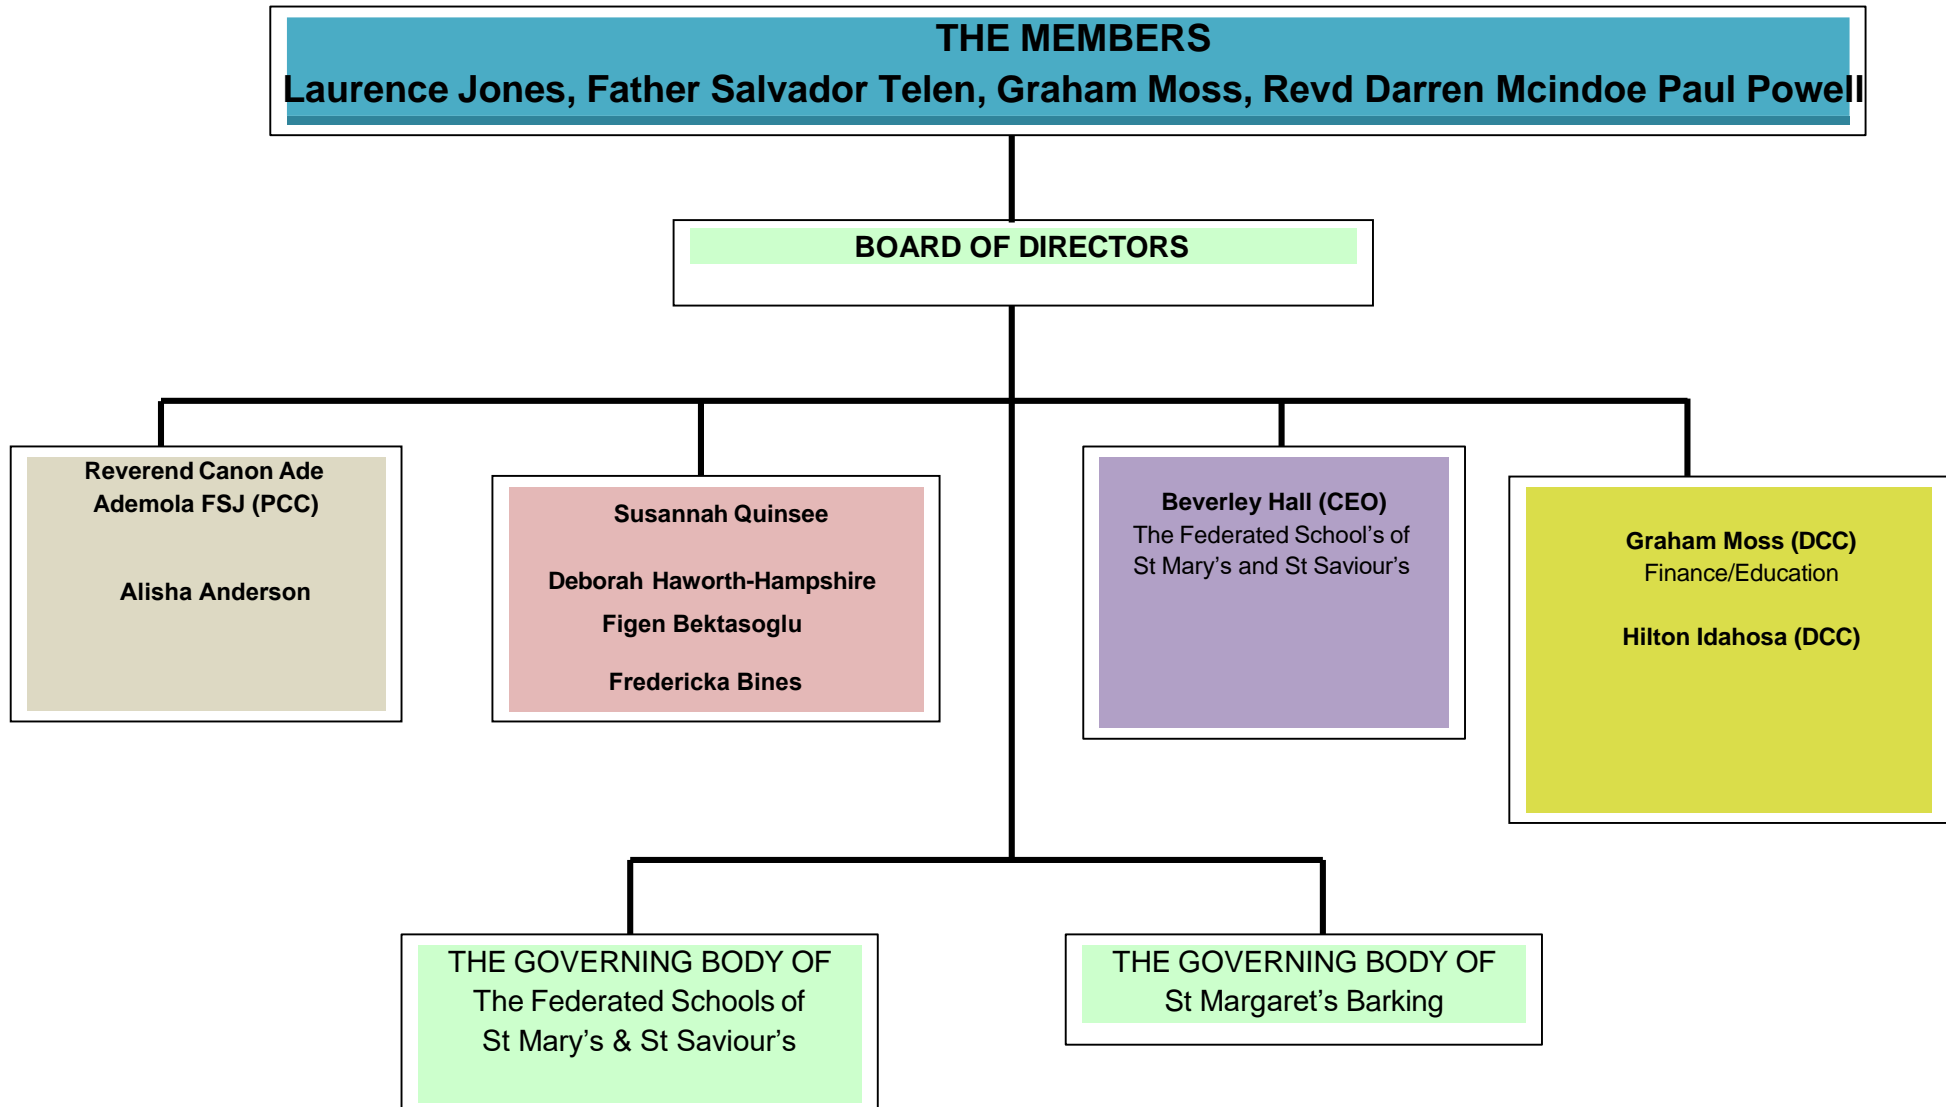 THE MEMBERS
Laurence Jones, Father Salvador Telen, Graham Moss, Revd Darren Mcindoe Paul Powell
BOARD OF DIRECTORS
Reverend Canon Ade
Ademola FSJ (PCC)
Alisha Anderson
Susannah Quinsee
Deborah Haworth-Hampshire
Figen Bektasoglu
Fredericka Bines
Beverley Hall (CEO)
The Federated School’s of
St Mary’s and St Saviour’s
Graham Moss (DCC)
Finance/Education
Hilton Idahosa (DCC)
THE GOVERNING BODY OF
The Federated Schools of
St Mary’s & St Saviour’s
THE GOVERNING BODY OF
St Margaret’s Barking